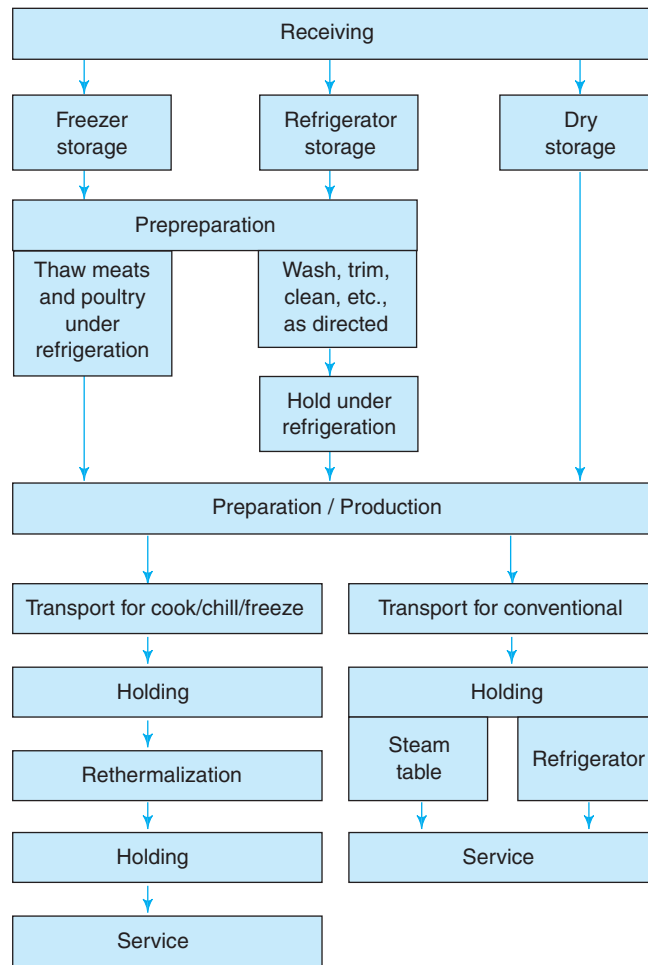 Receiving
Freezer
storage
Refrigerator
storage
Dry
storage
Prepreparation
Thaw meats
and poultry
under
refrigeration
Wash, trim,
clean, etc.,
as directed
Hold under
refrigeration
Preparation / Production
Transport for cook/chill/freeze
Holding
Rethermalization
Holding
Service
Transport for conventional
Holding
Steam
table
Refrigerator
Service